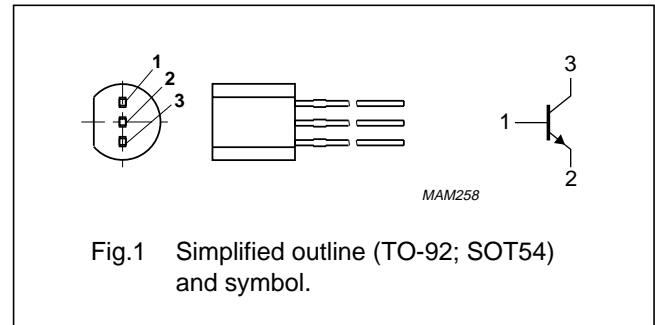 1
2
3
3
1
2
MAM258
Fig.1 Simplified outline (TO-92; SOT54)
and symbol.